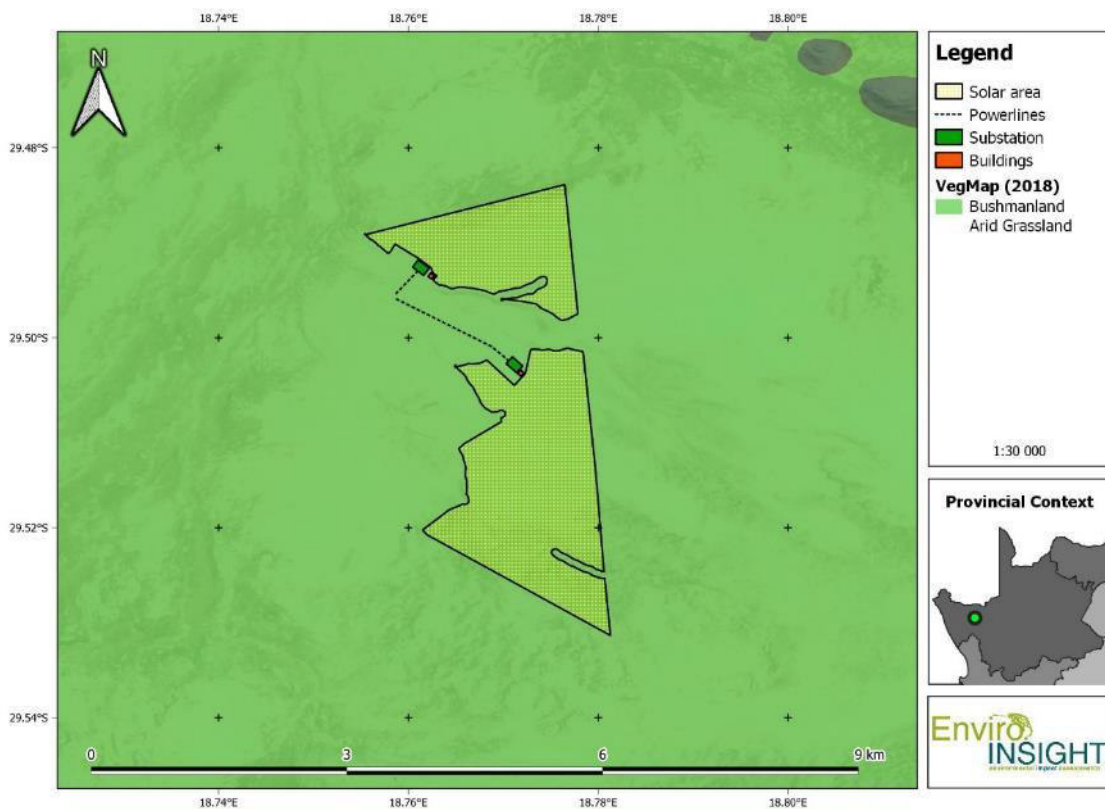 18.74°E 18.76°E 18.78°E 18.80°E
N
29.48°S
29.50°S
29.52°S
29.54°S
0 3 6 9 km
18.74°E 18.76°E 18.78°E 18.80°E
Legend
Solar area
Powerlines
Substation
Buildings
VegMap (2018)
Bushmanland
Arid Grassland
1:30 000
Provincial Context
Enviro
INSIGHT